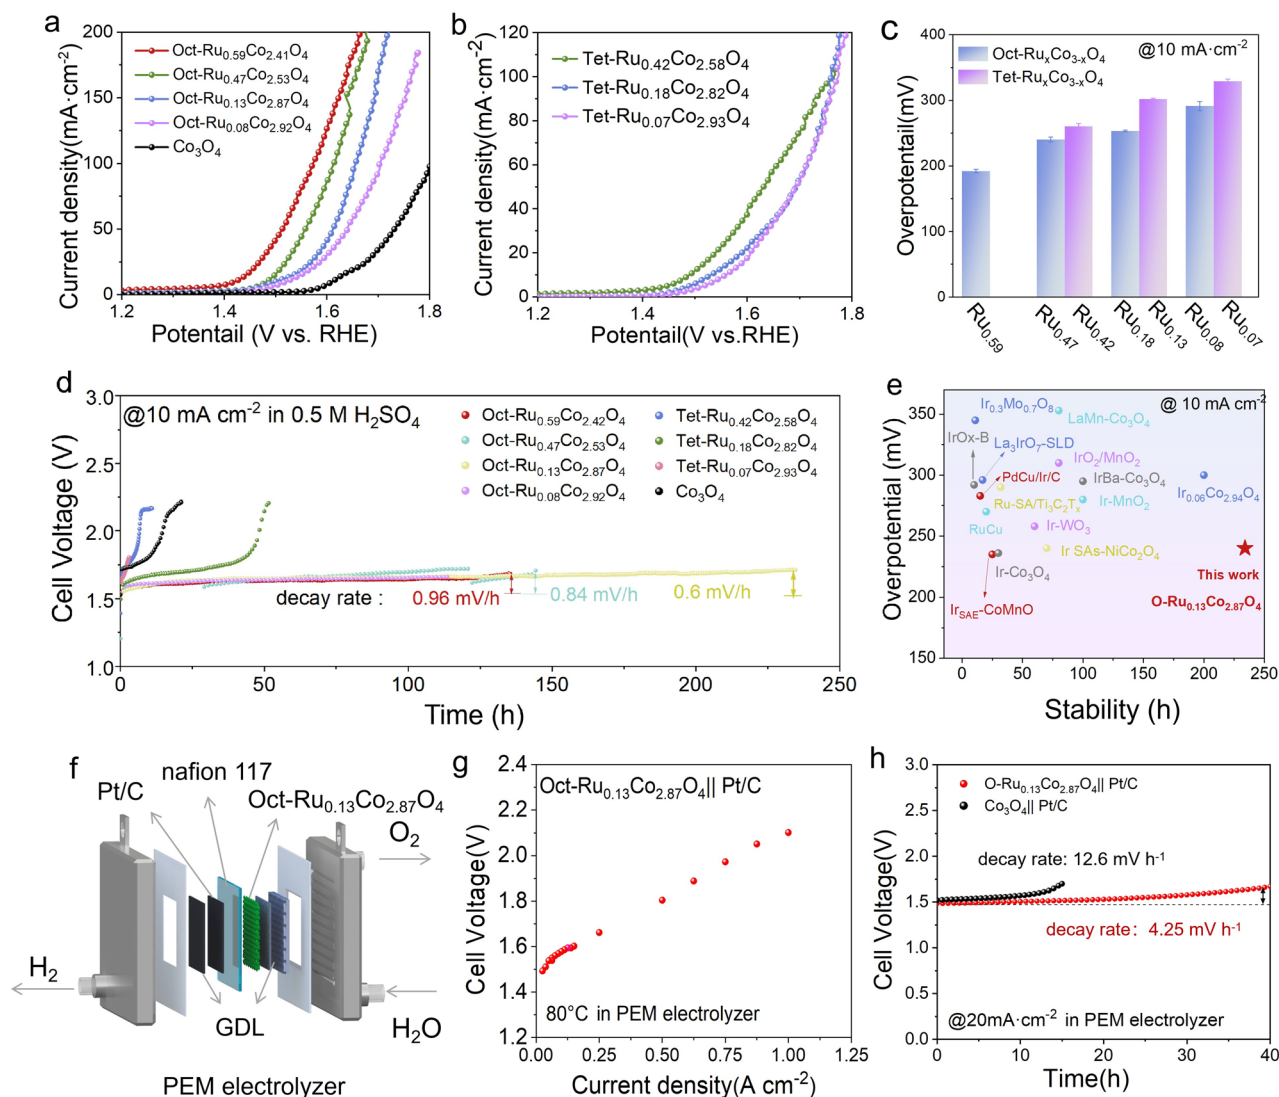 a
200
150
100
50
0
1.2
1.4
1.6
1.8
Current density(mA·cm-2)
Potentail (V vs. RHE)
Oct-Ru0.59Co2.41O4
Oct-Ru0.47Co2.53O4
Oct-Ru0.13Co2.87O4
Oct-Ru0.08Co2.92O4
Co3O4
b
120
100
80
60
40
20
0
1.2
1.4
1.6
1.8
Current density(mA·cm-2)
Potentail(V vs.RHE)
Tet-Ru0.42Co2.58O4
Tet-Ru0.18Co2.82O4
Tet-Ru0.07Co2.93O4
c
400
300
200
100
0
Overpotentail(mV)
Oct-RuxCo3-xO4
Tet-RuxCo3-xO4
@10 mA·cm-2
Ru0.59
Ru0.47
Ru0.42
Ru0.18
Ru0.13
Ru0.08
Ru0.07
d
3.0
2.5
2.0
1.5
1.0
0
50
100
150
200
250
Cell Voltage (V)
Time (h)
@10 mA cm-2 in 0.5 M H2SO4
Oct-Ru0.59Co2.42O4
Oct-Ru0.47Co2.53O4
Oct-Ru0.13Co2.87O4
Oct-Ru0.08Co2.92O4
Tet-Ru0.42Co2.58O4
Tet-Ru0.18Co2.82O4
Tet-Ru0.07Co2.93O4
Co3O4
decay rate :
0.96 mV/h
0.84 mV/h
0.6 mV/h
e
350
300
250
200
150
0
50
100
150
200
250
Overpotential (mV)
Stability (h)
@ 10 mA cm-2
Ir0.3Mo0.7O8
LaMn-Co3O4
IrOx-B
La3IrO7-SLD
IrO2/MnO2
PdCu/Ir/C
IrBa-Co3O4
Ir0.06Co2.94O4
Ru-SA/Ti3C2Tx
Ir-MnO2
RuCu
Ir-WO3
Ir SAs-NiCo2O4
Ir-Co3O4
This work
O-Ru0.13Co2.87O4
IrSAE-CoMnO
f
nafion 117
Pt/C
Oct-Ru0.13Co2.87O4
O2
H2
GDL
H2O
PEM electrolyzer
g
2.4
2.2
2.0
1.8
1.6
1.4
1.2
0.00
0.25
0.50
0.75
1.00
1.25
Cell Voltage(V)
Current density(A cm-2)
Oct-Ru0.13Co2.87O4|| Pt/C
80°C in PEM electrolyzer
h
3.0
2.5
2.0
1.5
1.0
0.5
0.0
0
10
20
30
40
Cell Voltage(V)
Time(h)
O-Ru0.13Co2.87O4|| Pt/C
Co3O4|| Pt/C
decay rate: 12.6 mV h-1
decay rate: 4.25 mV h-1
@20mA·cm-2 in PEM electrolyzer